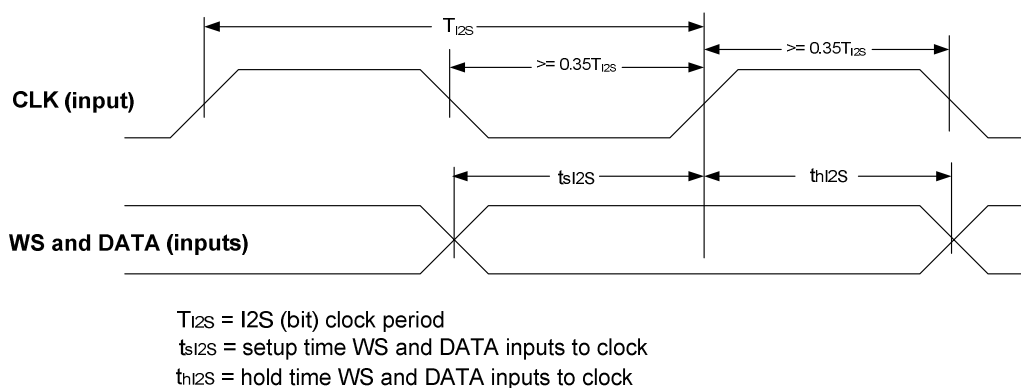 TI2S
>= 0.35TI2S
>= 0.35TI2S
CLK (input)
tsI2S
thI2S
WS and DATA (inputs)
TI2S = I2S (bit) clock period
tsI2S = setup time WS and DATA inputs to clock
thI2S = hold time WS and DATA inputs to clock